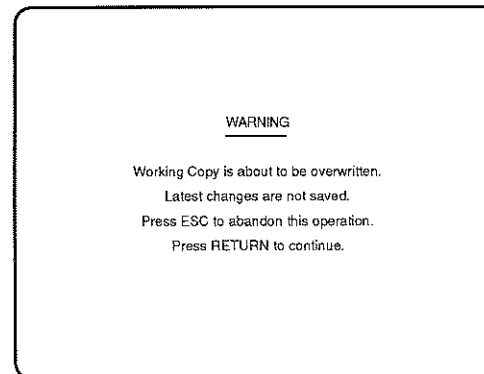 WARNING
Working Copy is about to be overwritten.
Latest changes are not saved.
Press ESC to abandon this operation.
Press RETURN to continue.